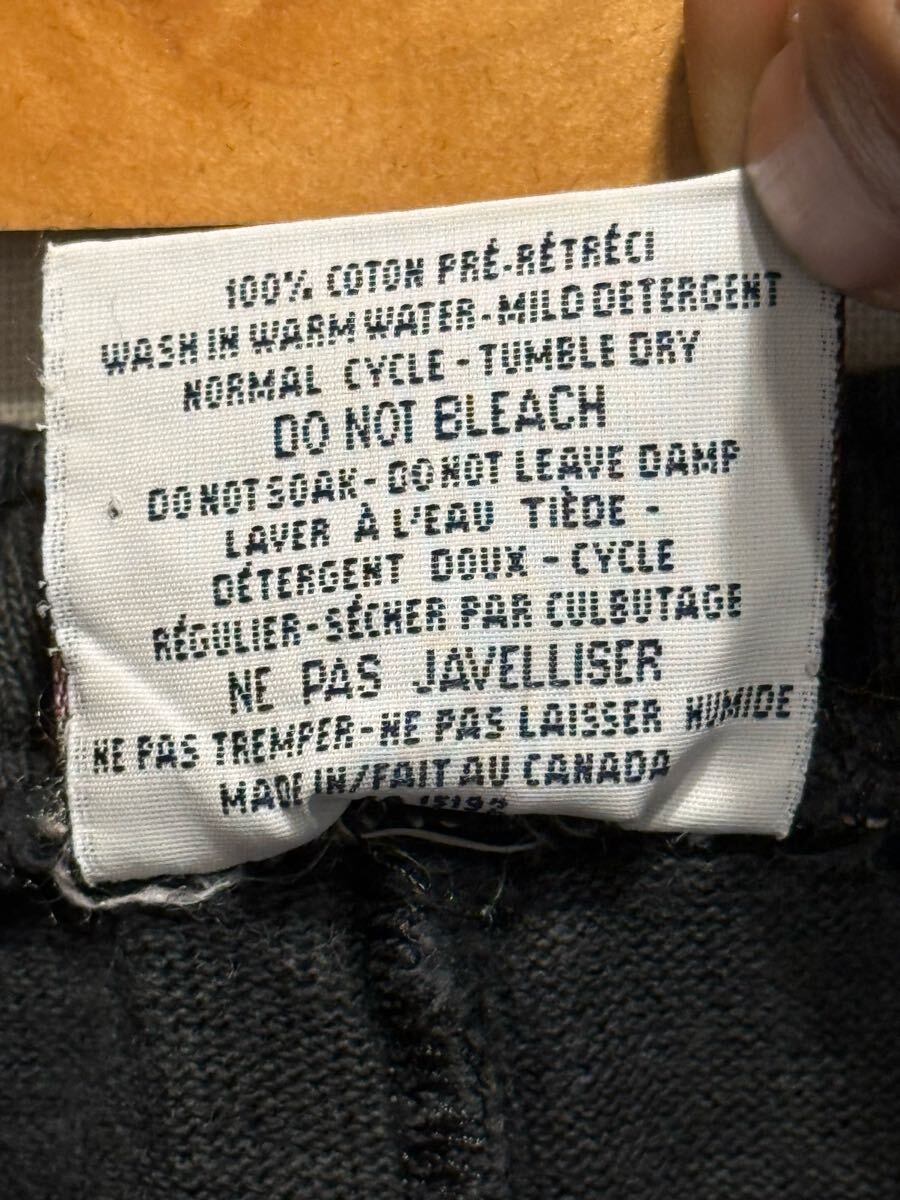 100% COTON PRÉ-RÉTRÉCI
WASH IN WARM WATER-MILD DETERGENT
NORMAL CYCLE - TUMBLE DRY
DO NOT BLEACH
DO NOT SOAK - DO NOT LEAVE DAMP
LAVER À L'EAU TIÈDE -
DÉTERGENT DOUX - CYCLE
RÉGULIER-SÉCHER PAR CULBUTAGE
NE PAS JAVELLISER
NE PAS TREMPER-NE PAS LAISSER HUMIDE
MADE IN/FAIT AU CANADA